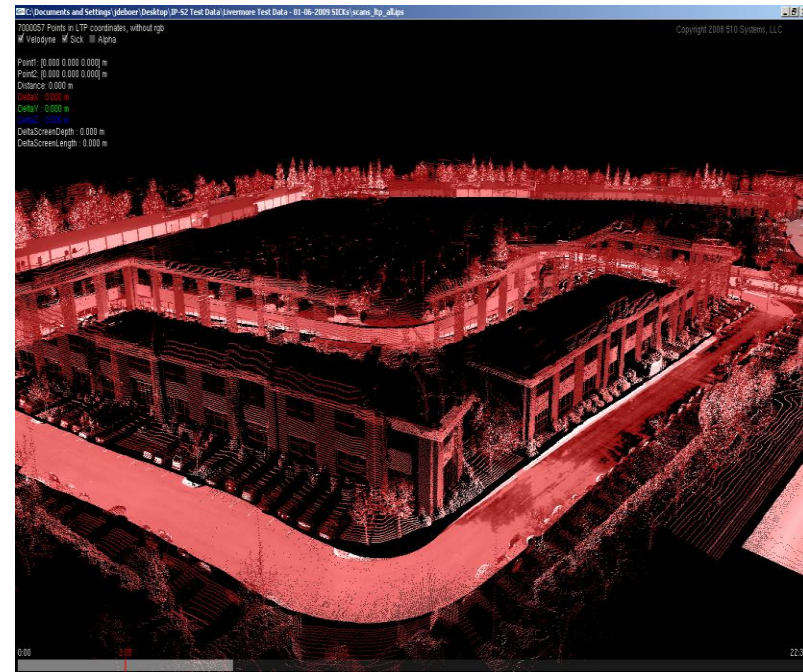 C:\Documents and Settings\jdeboer\Desktop\IP-S2 Test Data\Livermore Test Data - 01-06-2009 SICKs\scans_ltp_all.ips
7000057 Points in LTP coordinates, without rgb
Copyright 2008 510 Systems, LLC
Velodyne Sick Alpha
Point1: [0.000 0.000 0.000] m
Point2: [0.000 0.000 0.000] m
Distance: 0.000 m
DeltaX : 0.000 m
DeltaY : 0.000 m
DeltaZ : 0.000 m
DeltaScreenDepth : 0.000 m
DeltaScreenLength : 0.000 m
0:00